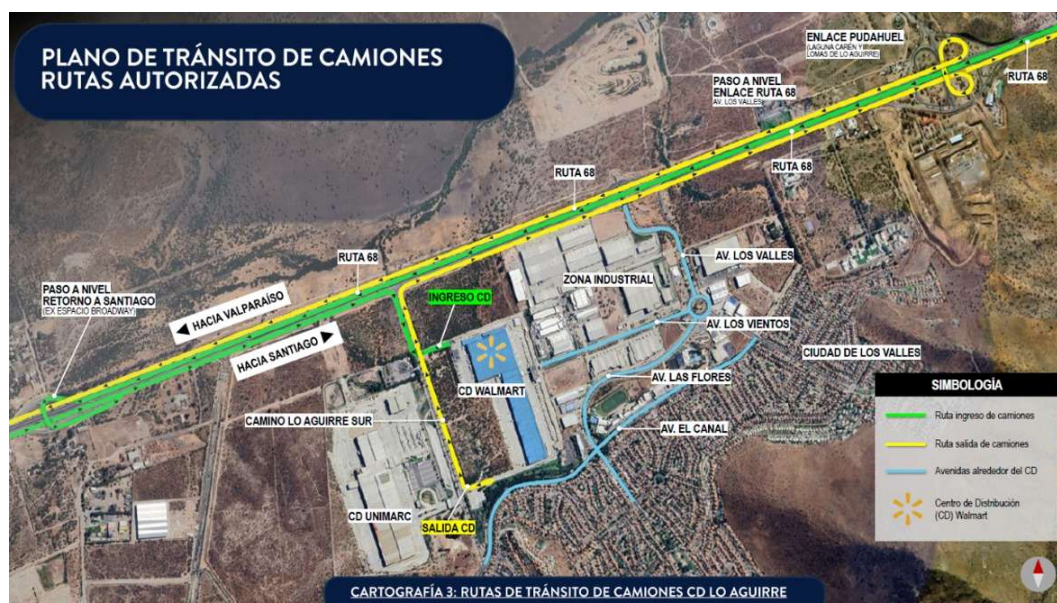 PLANO DE TRÁNSITO DE CAMIONES
RUTAS AUTORIZADAS
ENLACE PUDAHUEL
(LAGUNA CARÉN Y
LOMAS DE LO AGUIRRE)
RUTA 68
PASO A NIVEL
ENLACE RUTA 68
AV. LOS VALLES
RUTA 68
RUTA 68
RUTA 68
AV. LOS VALLES
ZONA INDUSTRIAL
PASO A NIVEL
RETORNO A SANTIAGO
(EX ESPACIO BROADWAY)
HACIA VALPARAÍSO
INGRESO CD
HACIA SANTIAGO
AV. LOS VIENTOS
CIUDAD DE LOS VALLES
CD WALMART
AV. LAS FLORES
CAMINO LO AGUIRRE SUR
AV. EL CANAL
CD UNIMARC
SALIDA CD
SIMBOLOGÍA
Ruta ingreso de camiones
Ruta salida de camiones
Avenidas alrededor del CD
Centro de Distribución
(CD) Walmart
CARTOGRAFÍA 3: RUTAS DE TRÁNSITO DE CAMIONES CD LO AGUIRRE